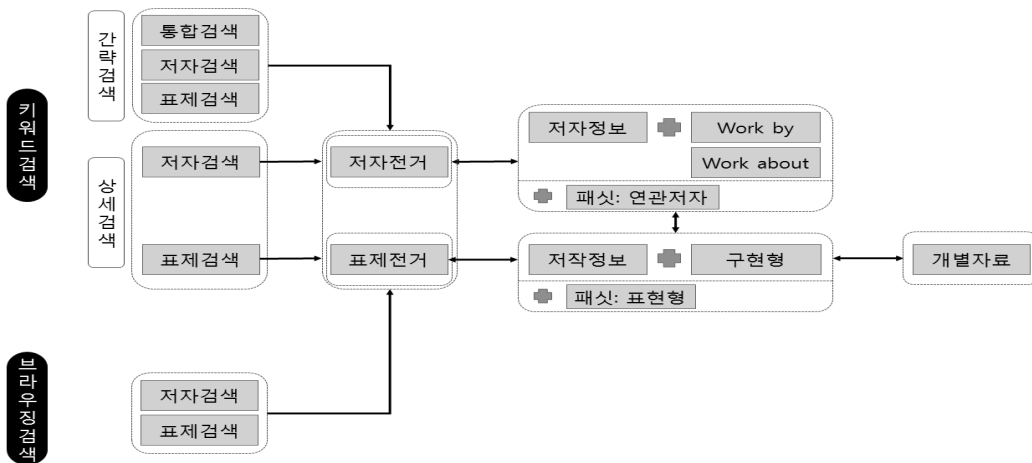 키워드검색
간략검색
통합검색
저자검색
표제검색
상세검색
저자검색
표제검색
저자전거
표제전거
저자정보
Work by
Work about
패싯: 연관저자
저작정보
구현형
패싯: 표현형
개별자료
브라우징검색
저자검색
표제검색